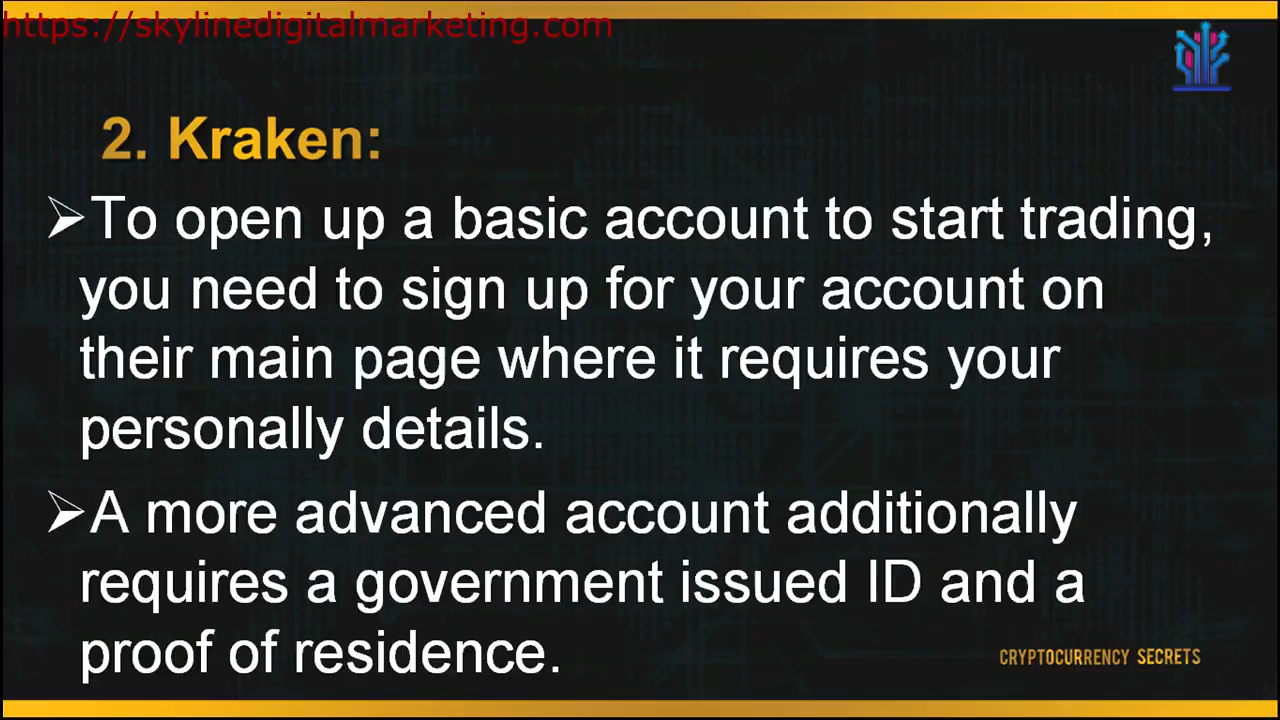 https://skylinedigitalmarketing.com
2. Kraken:
➢To open up a basic account to start trading,
you need to sign up for your account on
their main page where it requires your
personally details.
➢A more advanced account additionally
requires a government issued ID and a
proof of residence.
CRYPTOCURRENCY SECRETS